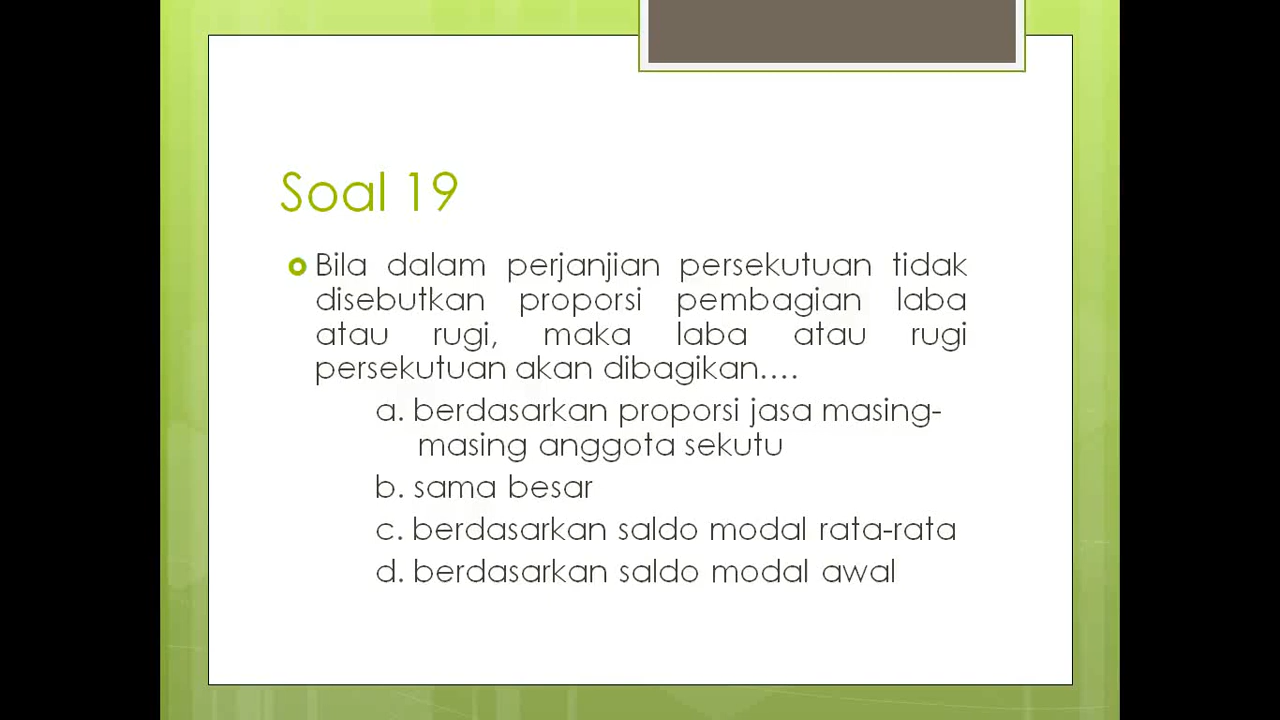 Soal 19
Bila dalam perjanjian persekutuan tidak
disebutkan proporsi pembagian laba
atau rugi, maka laba atau rugi
persekutuan akan dibagikan....
a. berdasarkan proporsi jasa masing-
masing anggota sekutu
b. sama besar
c. berdasarkan saldo modal rata-rata
d. berdasarkan saldo modal awal